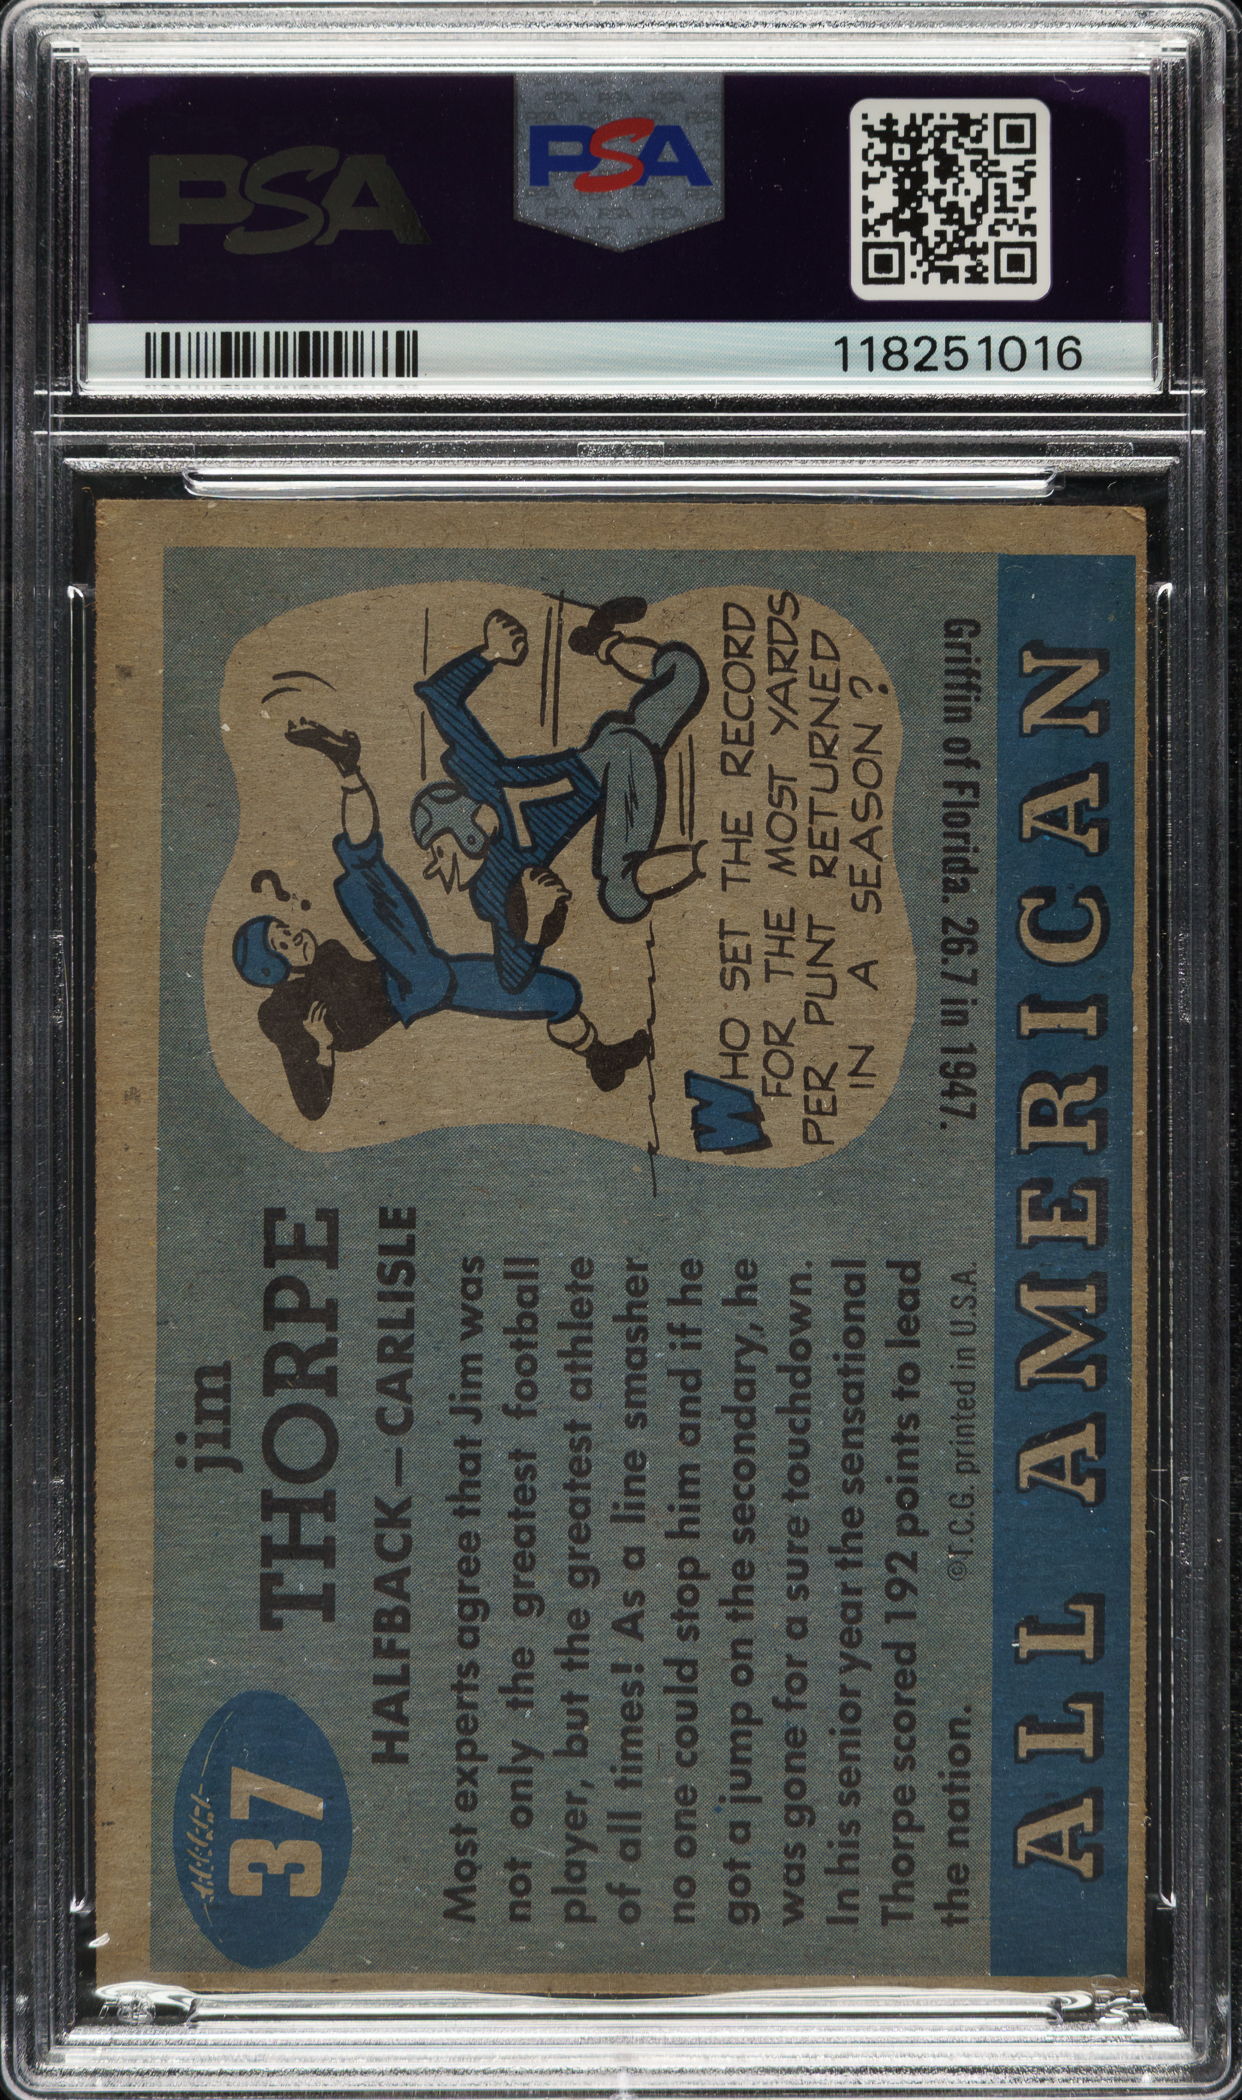 PSA
PSA
118251016
37
jim
THORPE
HALFBACK—CARLISLE
Most experts agree that Jim was
not only the greatest football
player, but the greatest athlete
of all times! As a line smasher
no one could stop him and if he
got a jump on the secondary, he
was gone for a sure touchdown.
In his senior year the sensational
Thorpe scored 192 points to lead
the nation.
©T.C.G. printed in U.S.A.
?
WHO SET THE RECORD
FOR THE MOST YARDS
PER PUNT RETURNED
IN A SEASON?
Griffin of Florida. 26.7 in 1947.
ALL AMERICAN